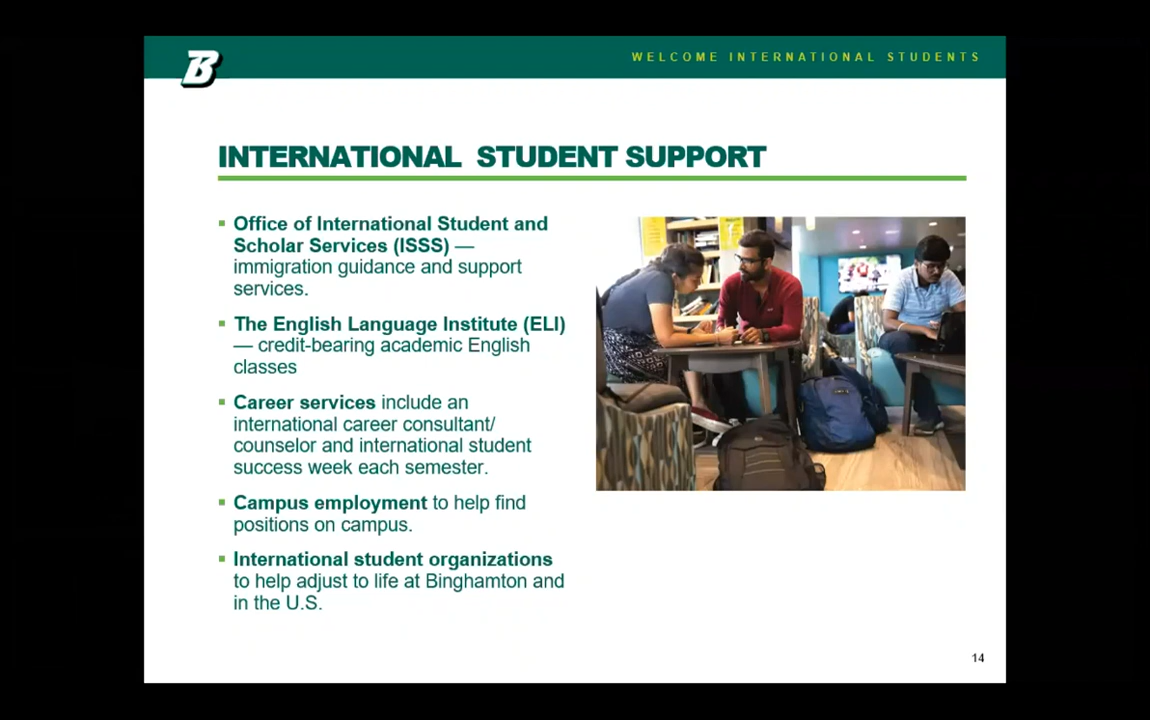 B
WELCOME INTERNATIONAL STUDENTS
INTERNATIONAL STUDENT SUPPORT
▪ Office of International Student and
Scholar Services (ISSS) —
immigration guidance and support
services.
▪ The English Language Institute (ELI)
— credit-bearing academic English
classes
▪ Career services include an
international career consultant/
counselor and international student
success week each semester.
▪ Campus employment to help find
positions on campus.
▪ International student organizations
to help adjust to life at Binghamton and
in the U.S.
14